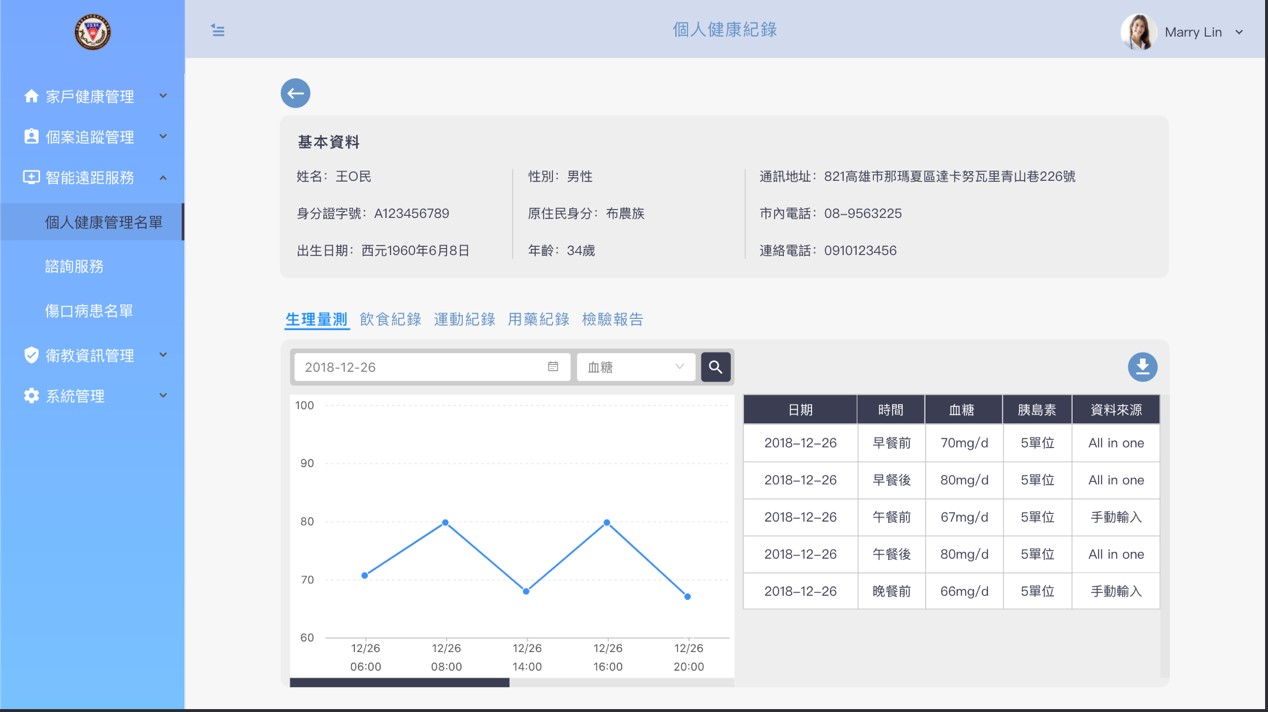 個人健康紀錄
Marry Lin
家戶健康管理
個案追蹤管理
智能遠距服務
個人健康管理名單
諮詢服務
傷口病患名單
衛教資訊管理
系統管理
基本資料
姓名：王O民
性別：男性
通訊地址：821高雄市那瑪夏區達卡努瓦里青山巷226號
身分證字號：A123456789
原住民身分：布農族
市內電話：08-9563225
出生日期：西元1960年6月8日
年齡：34歲
連絡電話：0910123456
生理量測 飲食紀錄 運動紀錄 用藥紀錄 檢驗報告
2018-12-26 血糖
100
90
80
70
60
12/26 12/26 12/26 12/26 12/26
06:00 08:00 14:00 16:00 20:00
日期 時間 血糖 胰島素 資料來源
2018-12-26 早餐前 70mg/d 5單位 All in one
2018-12-26 早餐後 80mg/d 5單位 All in one
2018-12-26 午餐前 67mg/d 5單位 手動輸入
2018-12-26 午餐後 80mg/d 5單位 All in one
2018-12-26 晚餐前 66mg/d 5單位 手動輸入